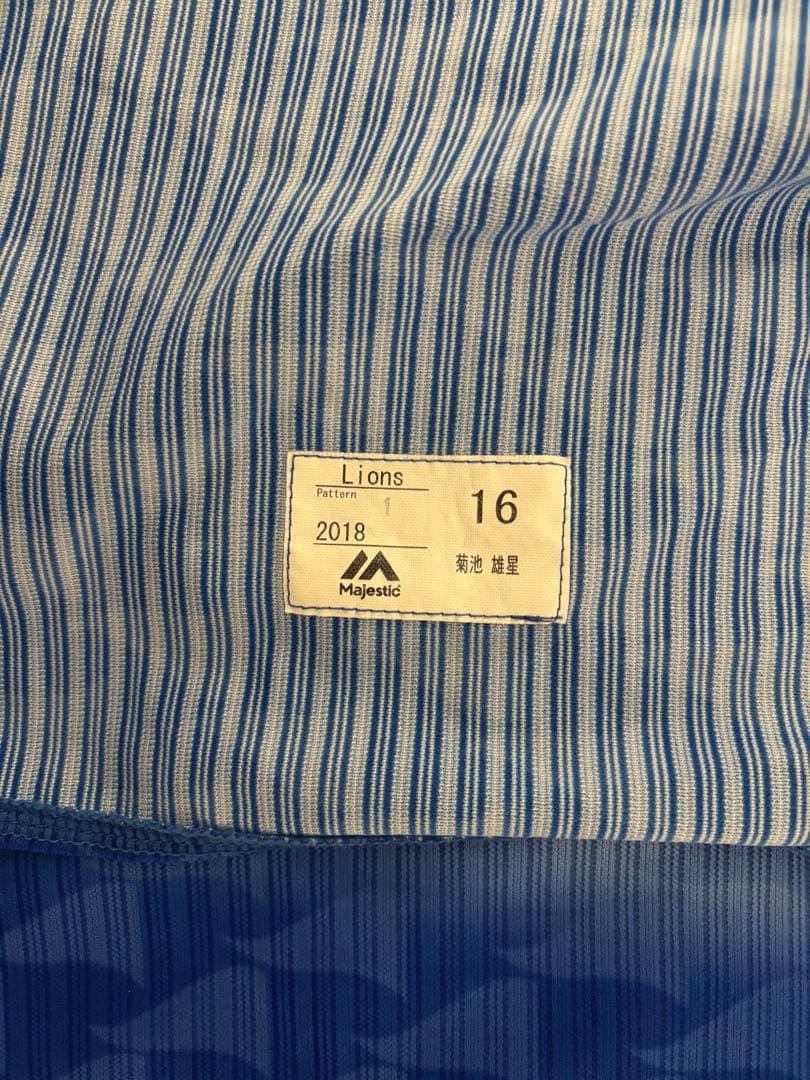 Lions
Pattern
1
2018
Majestic
16
菊池 雄星